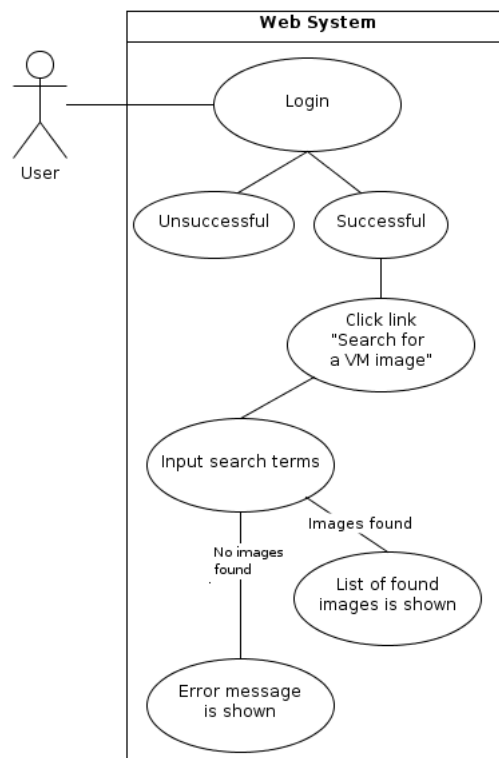 Web System
Login
User
Unsuccessful
Successful
Click link
"Search for
a VM image"
Input search terms
Images found
No images
found
List of found
images is shown
Error message
is shown